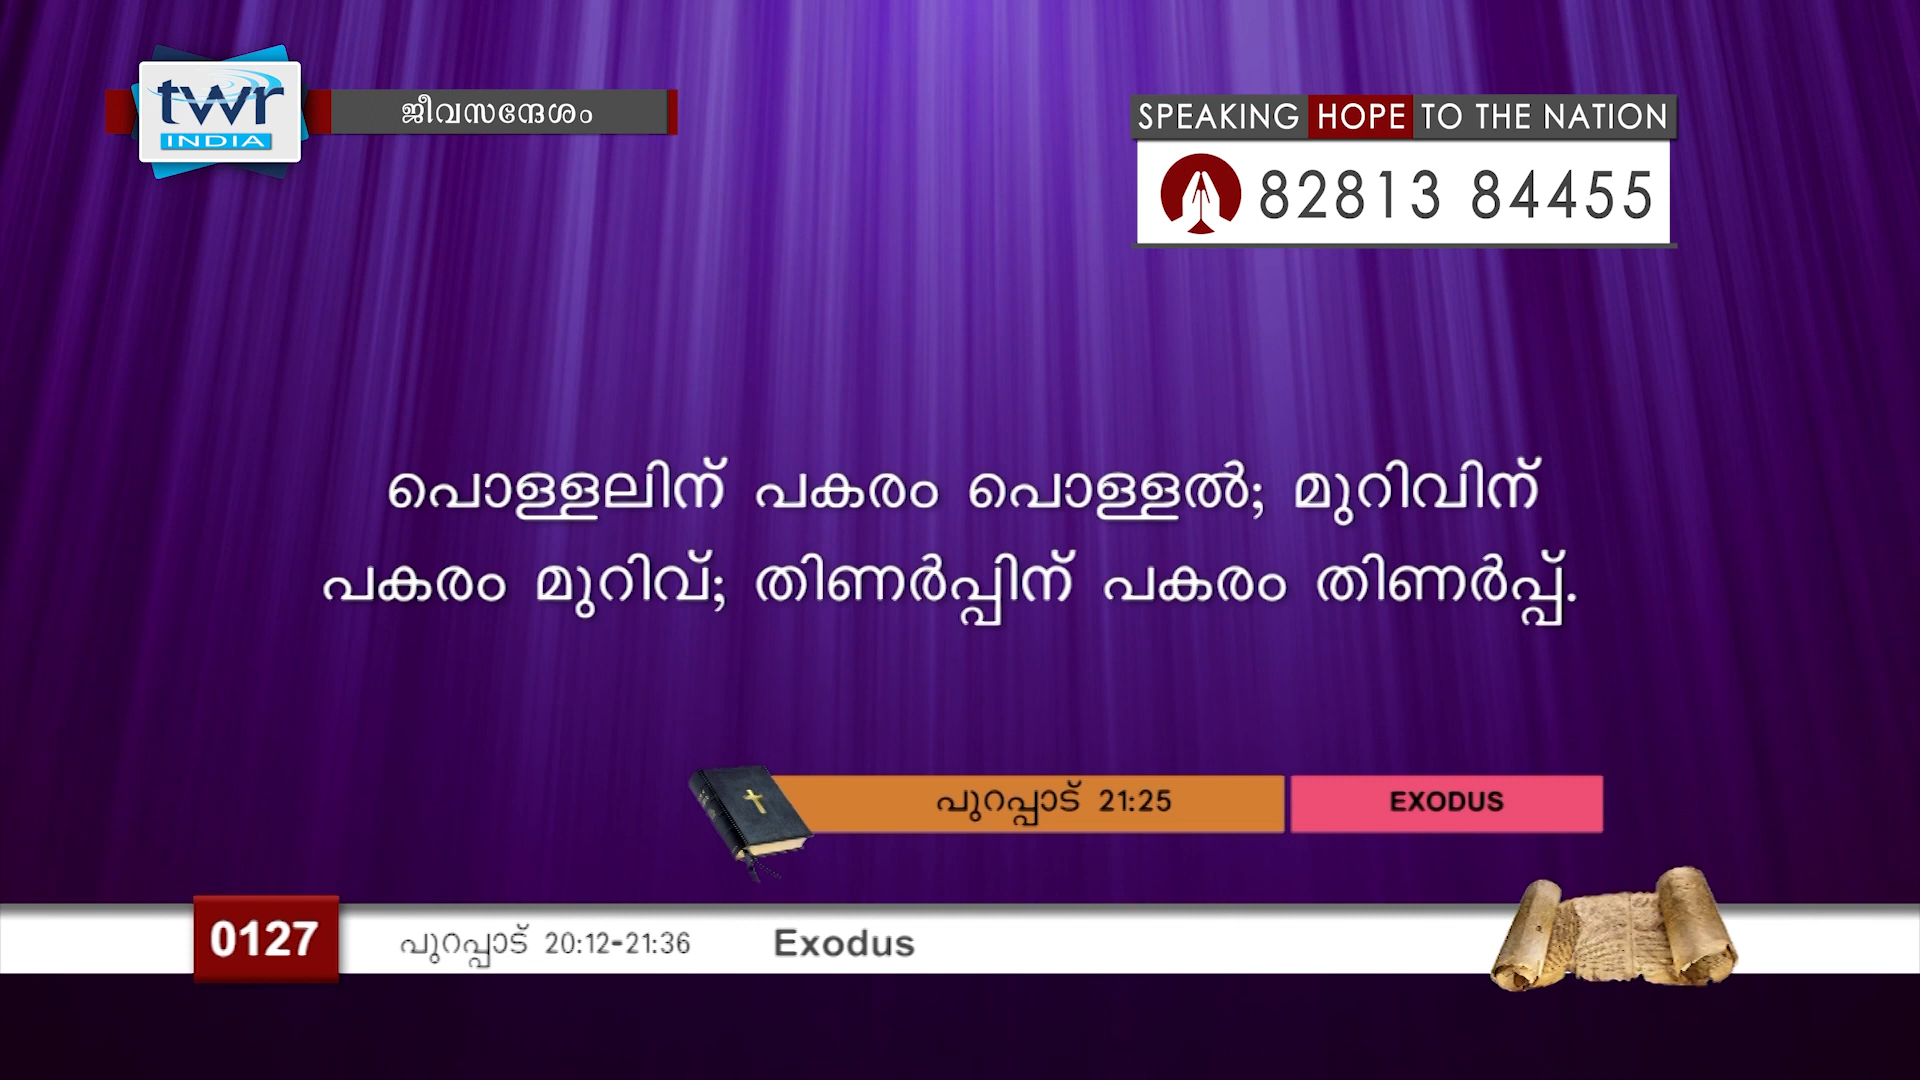 twr
INDIA
ജീവസന്ദേശം
SPEAKING HOPE TO THE NATION
82813 84455
പൊള്ളലിന് പകരം പൊള്ളൽ; മുറിവിന്
പകരം മുറിവ്; തിണർപ്പിന് പകരം തിണർപ്പ്.
പുറപ്പാട് 21:25
EXODUS
0127
പുറപ്പാട് 20:12-21:36
Exodus